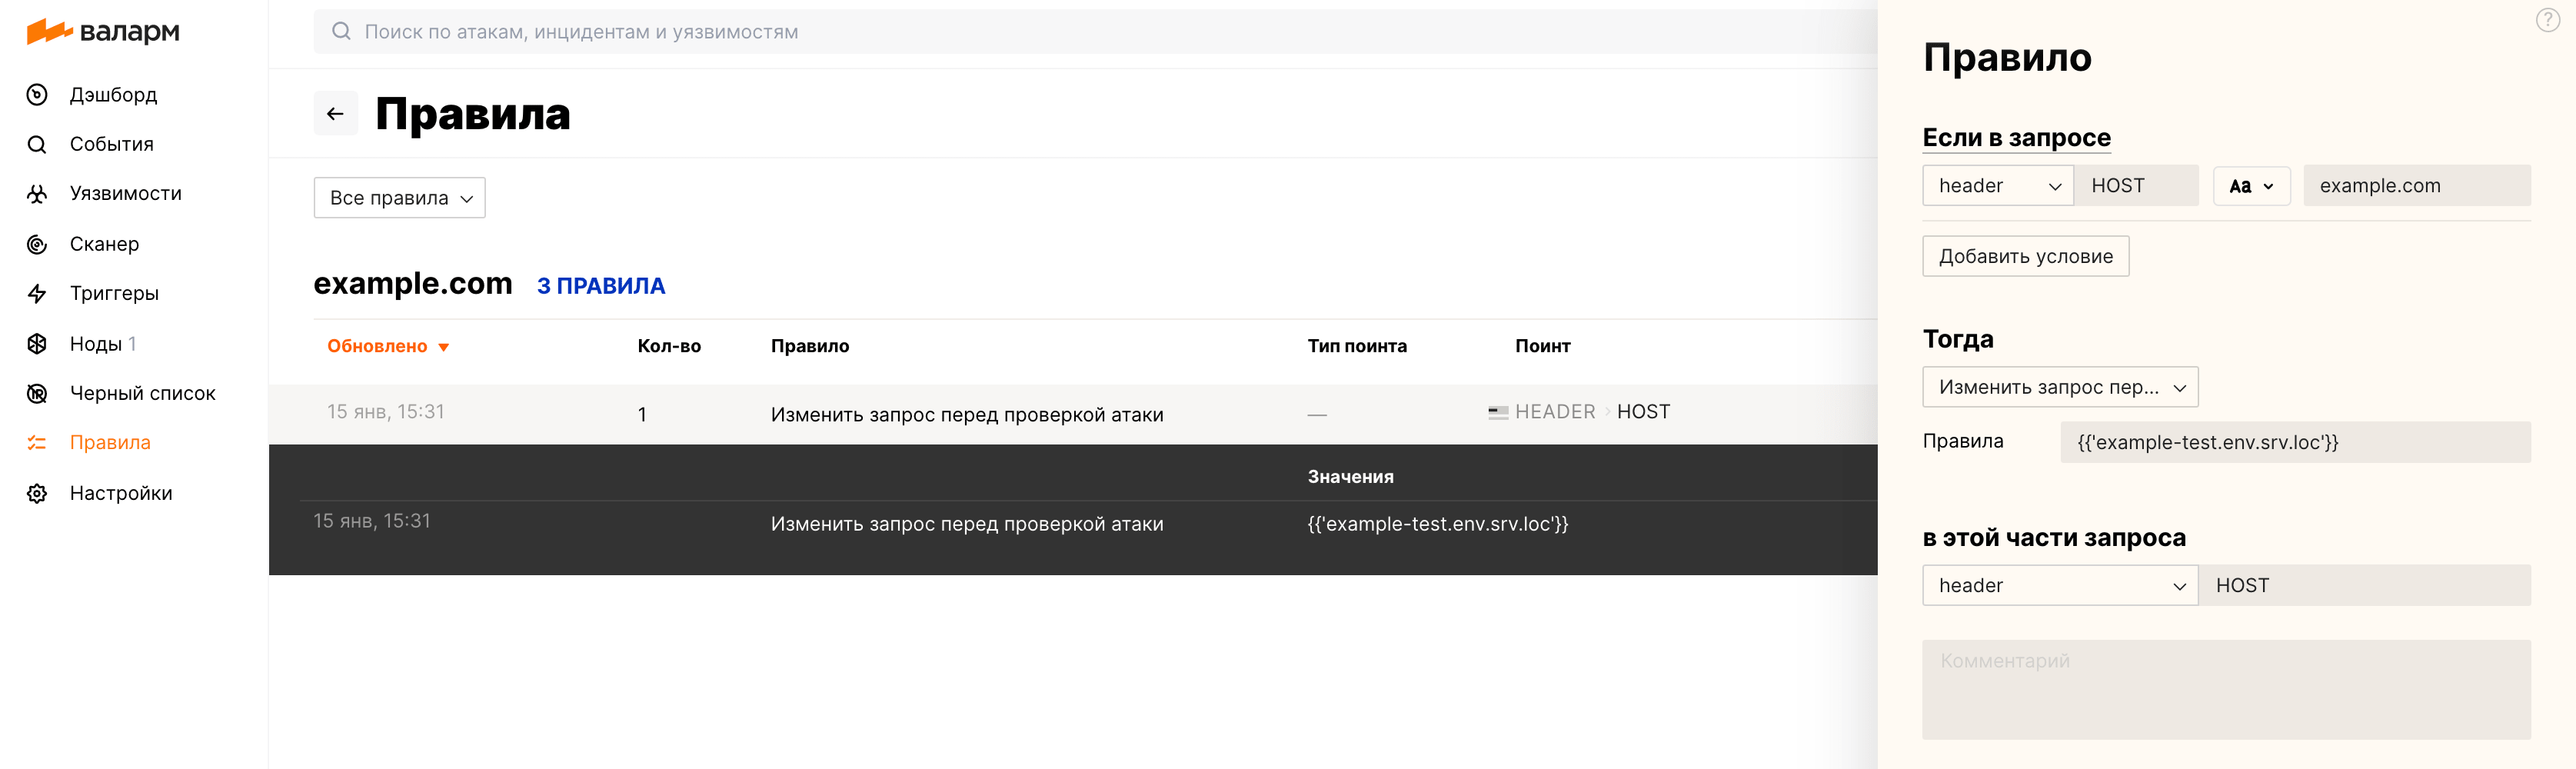 валарм
Дэшборд
События
Уязвимости
Сканер
Триггеры
Ноды 1
Черный список
Правила
Настройки
Поиск по атакам, инцидентам и уязвимостям
Правила
Все правила
example.com 3 ПРАВИЛА
Обновлено Кол-во Правило Тип поинта Поинт
15 янв, 15:31 1 Изменить запрос перед проверкой атаки — HEADER HOST
Значения
15 янв, 15:31 Изменить запрос перед проверкой атаки {{'example-test.env.srv.loc'}}
?
Правило
Если в запросе
header HOST Aa example.com
Добавить условие
Тогда
Изменить запрос пер...
Правила {{'example-test.env.srv.loc'}}
в этой части запроса
header HOST
Комментарий